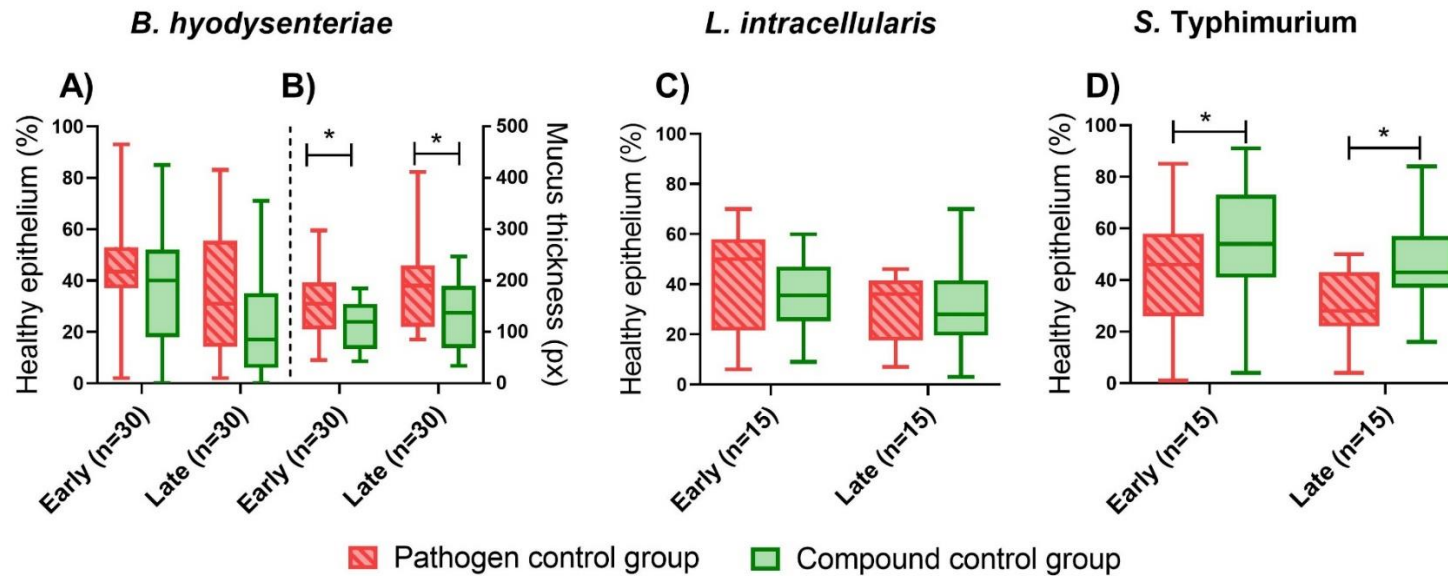 B. hyodysenteriae
L. intracellularis
S. Typhimurium
A)
B)
C)
D)
Healthy epithelium (%)
100
80
60
40
20
0
Early (n=30)
Late (n=30)
Early (n=30)
Late (n=30)
*
*
500
400
300
200
100
0
Mucus thickness (px)
Healthy epithelium (%)
100
80
60
40
20
0
Early (n=15)
Late (n=15)
Healthy epithelium (%)
100
80
60
40
20
0
*
*
Early (n=15)
Late (n=15)
Pathogen control group
Compound control group